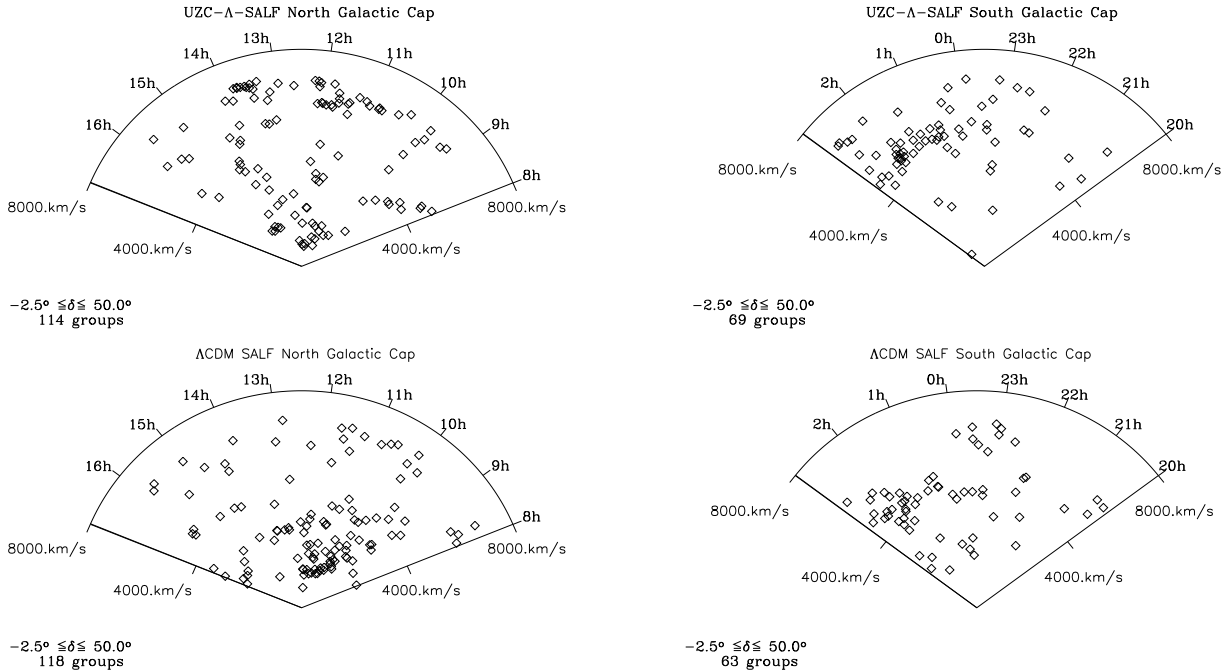 UZC-Λ-SALF North Galactic Cap
13h
12h
14h
11h
15h
10h
16h
9h
8h
8000.km/s
8000.km/s
4000.km/s
4000.km/s
-2.5° ≦δ≦ 50.0°
114 groups
UZC-Λ-SALF South Galactic Cap
0h
23h
1h
22h
2h
21h
20h
8000.km/s
8000.km/s
4000.km/s
4000.km/s
-2.5° ≦δ≦ 50.0°
69 groups
ΛCDM SALF North Galactic Cap
13h
12h
14h
11h
15h
10h
16h
9h
8h
8000.km/s
8000.km/s
4000.km/s
4000.km/s
-2.5° ≦δ≦ 50.0°
118 groups
ΛCDM SALF South Galactic Cap
0h
23h
1h
22h
2h
21h
20h
8000.km/s
8000.km/s
4000.km/s
4000.km/s
-2.5° ≦δ≦ 50.0°
63 groups